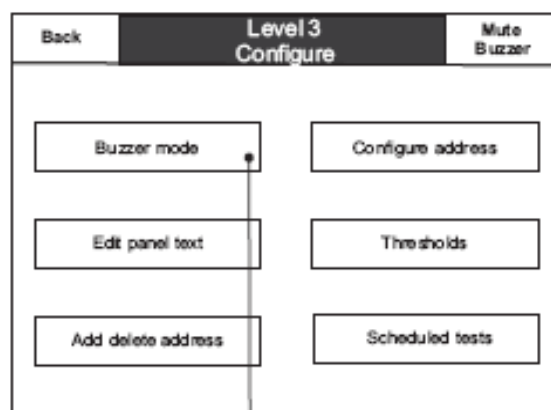 Back
Level 3
Configure
Mute
Buzzer
Buzzer mode
Configure address
Edit panel text
Thresholds
Add delete address
Scheduled tests